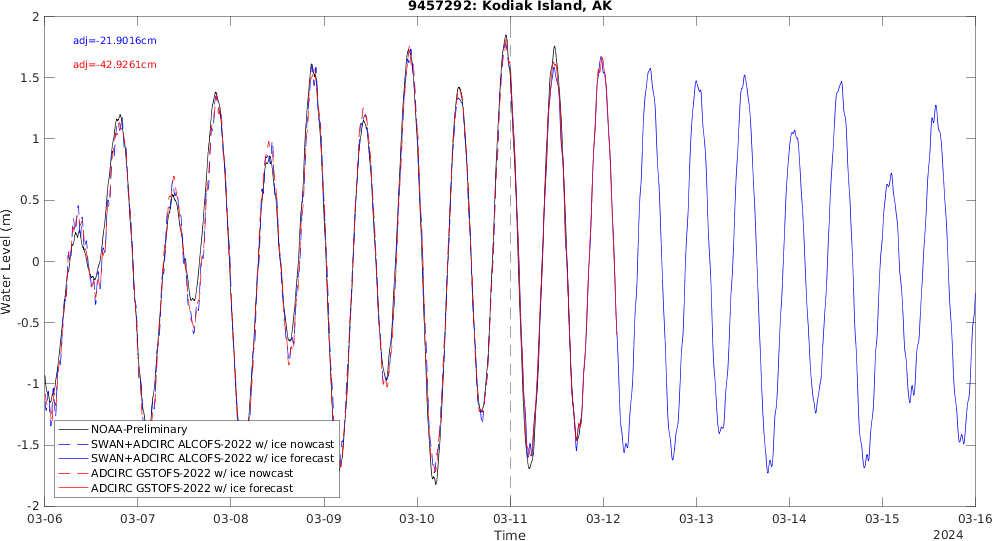 9457292: Kodiak Island, AK
adj=-21.9016cm
adj=-42.9261cm
Water Level (m)
2
1.5
1
0.5
0
-0.5
-1
-1.5
-2
NOAA-Preliminary
SWAN+ADCIRC ALCOFS-2022 w/ ice nowcast
SWAN+ADCIRC ALCOFS-2022 w/ ice forecast
ADCIRC GSTOFS-2022 w/ ice nowcast
ADCIRC GSTOFS-2022 w/ ice forecast
03-06 03-07 03-08 03-09 03-10 03-11 03-12 03-13 03-14 03-15 03-16
Time
2024